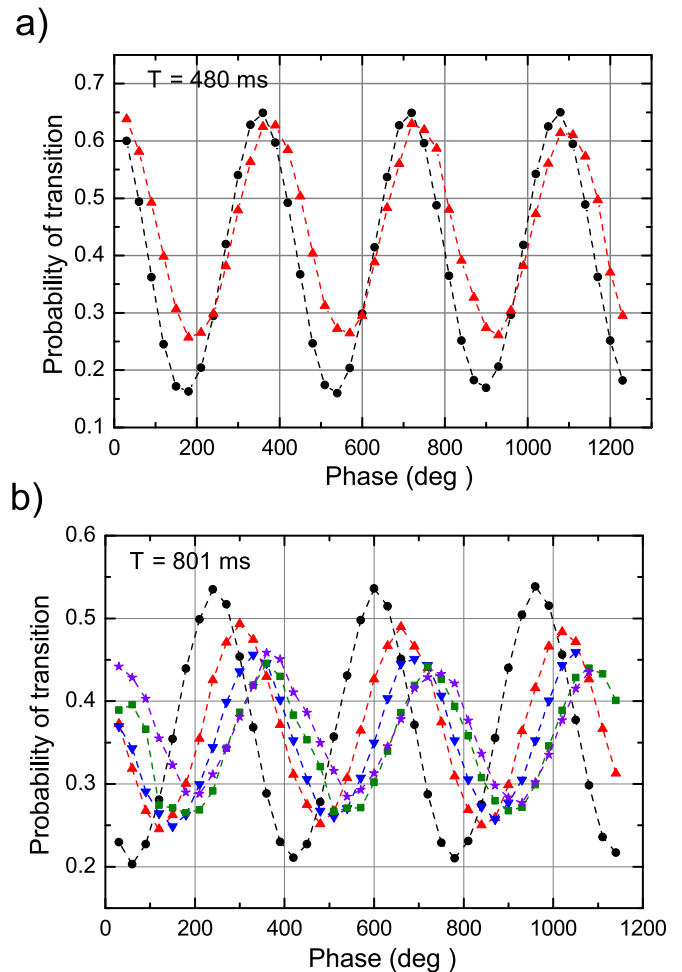 a)
T = 480 ms
Probability of transition
0.7
0.6
0.5
0.4
0.3
0.2
0.1
0 200 400 600 800 1000 1200
Phase (deg )
b)
T = 801 ms
Probability of transition
0.6
0.5
0.4
0.3
0.2
0 200 400 600 800 1000 1200
Phase (deg )